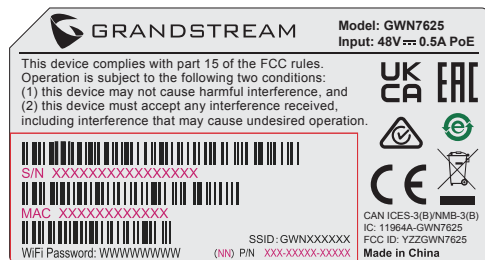 GRANDSTREAM
Model: GWN7625
Input: 48V⎓0.5A PoE
This device complies with part 15 of the FCC rules.
Operation is subject to the following two conditions:
(1) this device may not cause harmful interference, and
(2) this device must accept any interference received,
including interference that may cause undesired operation.
UK
CA
EAC
CE
S/N XXXXXXXXXXXXXXXX
MAC XXXXXXXXXXXX
SSID:GWNXXXXXX
WiFi Password: WWWWWWWWW
(NN) P/N XXX-XXXXX-XXXXX
CAN ICES-3(B)/NMB-3(B)
IC: 11964A-GWN7625
FCC ID: YZZGWN7625
Made in China